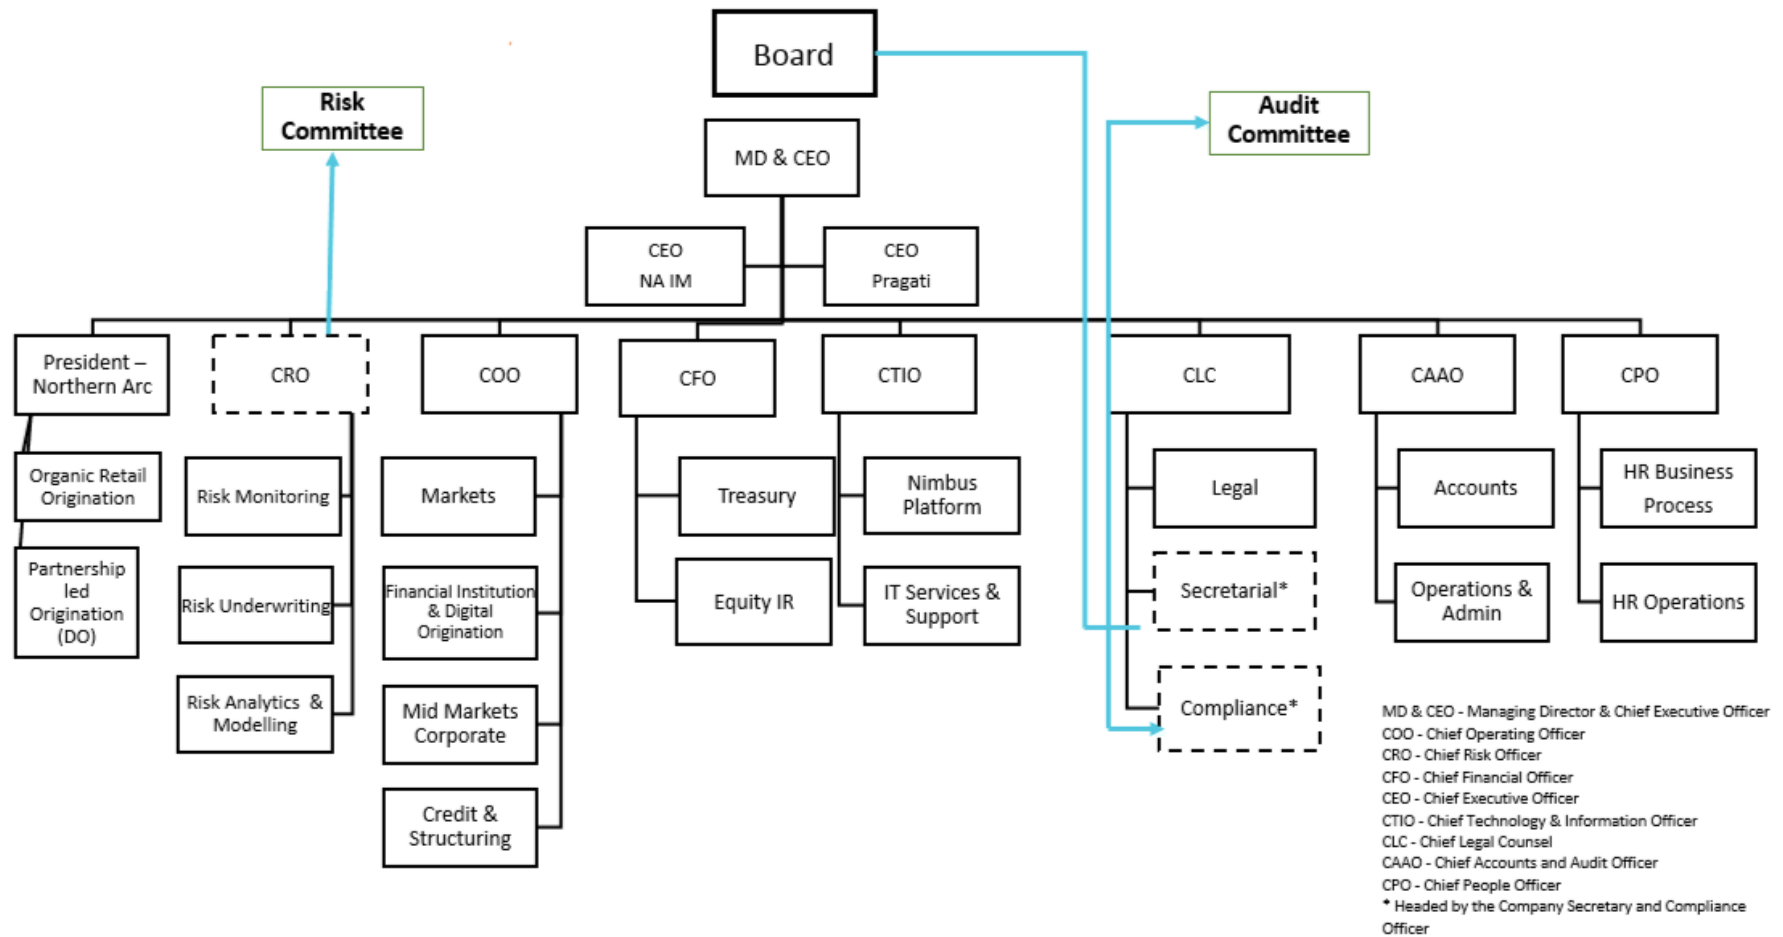 Board
Risk
Committee
Audit
Committee
MD & CEO
CEO
NA IM
CEO
Pragati
President –
Northern Arc
CRO
COO
CFO
CTIO
CLC
CAAO
CPO
Organic Retail
Origination
Partnership
led
Origination
(DO)
Risk Monitoring
Risk Underwriting
Risk Analytics &
Modelling
Markets
Financial Institution
& Digital
Origination
Mid Markets
Corporate
Credit &
Structuring
Treasury
Equity IR
Nimbus
Platform
IT Services &
Support
Legal
Secretarial*
Compliance*
Accounts
Operations &
Admin
HR Business
Process
HR Operations
MD & CEO - Managing Director & Chief Executive Officer
COO - Chief Operating Officer
CRO - Chief Risk Officer
CFO - Chief Financial Officer
CEO - Chief Executive Officer
CTIO - Chief Technology & Information Officer
CLC - Chief Legal Counsel
CAAO - Chief Accounts and Audit Officer
CPO - Chief People Officer
* Headed by the Company Secretary and Compliance
Officer